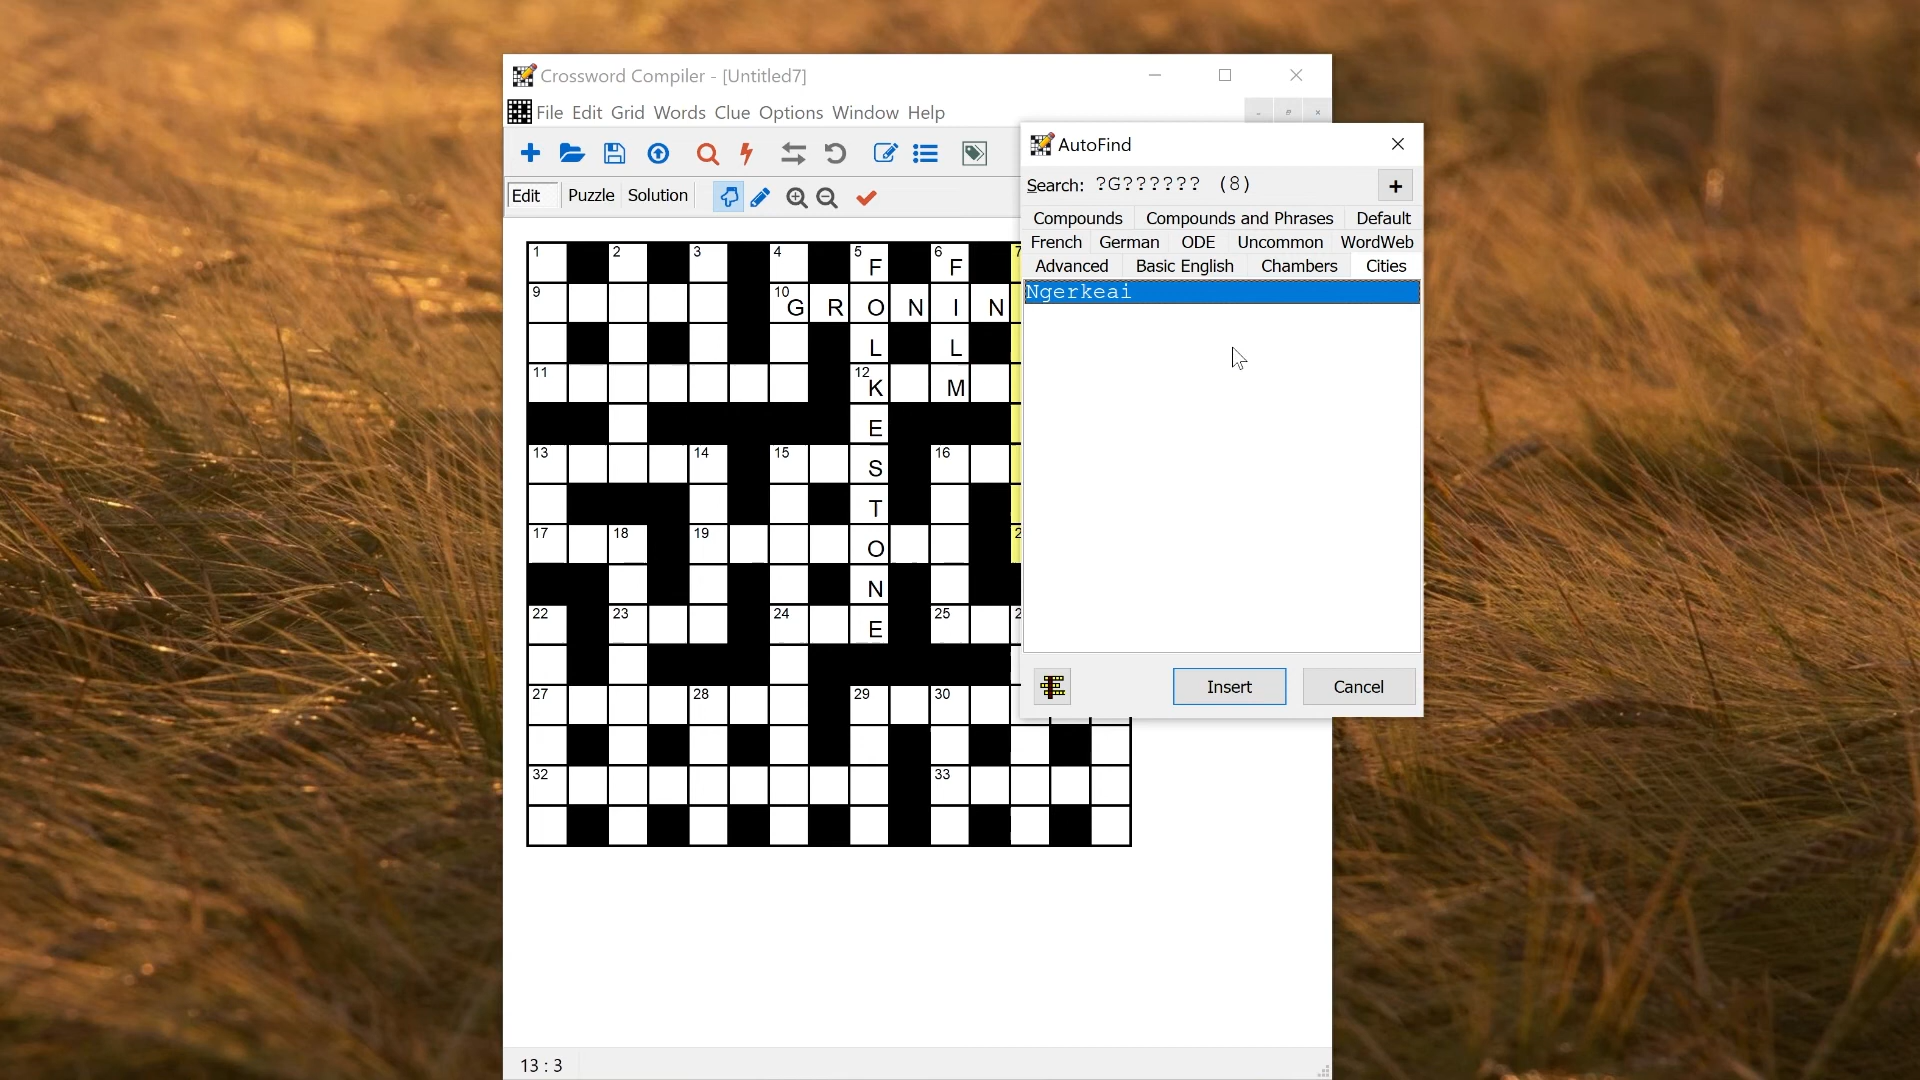 Crossword Compiler - [Untitled7]
File Edit Grid Words Clue Options Window Help
Edit Puzzle Solution
AutoFind
Search: ?G?????? (8)
+
Compounds Compounds and Phrases Default
French German ODE Uncommon WordWeb
Advanced Basic English Chambers Cities
Ngerkeai
Insert Cancel
1 2 3 4 5 F 6 F 7
9 10 G R O N I N
L L
11 12 K M
E
13 14 15 S 16
T
17 18 19 O 2
N
22 23 24 E 25 2
27 28 29 30
32 33
13 : 3